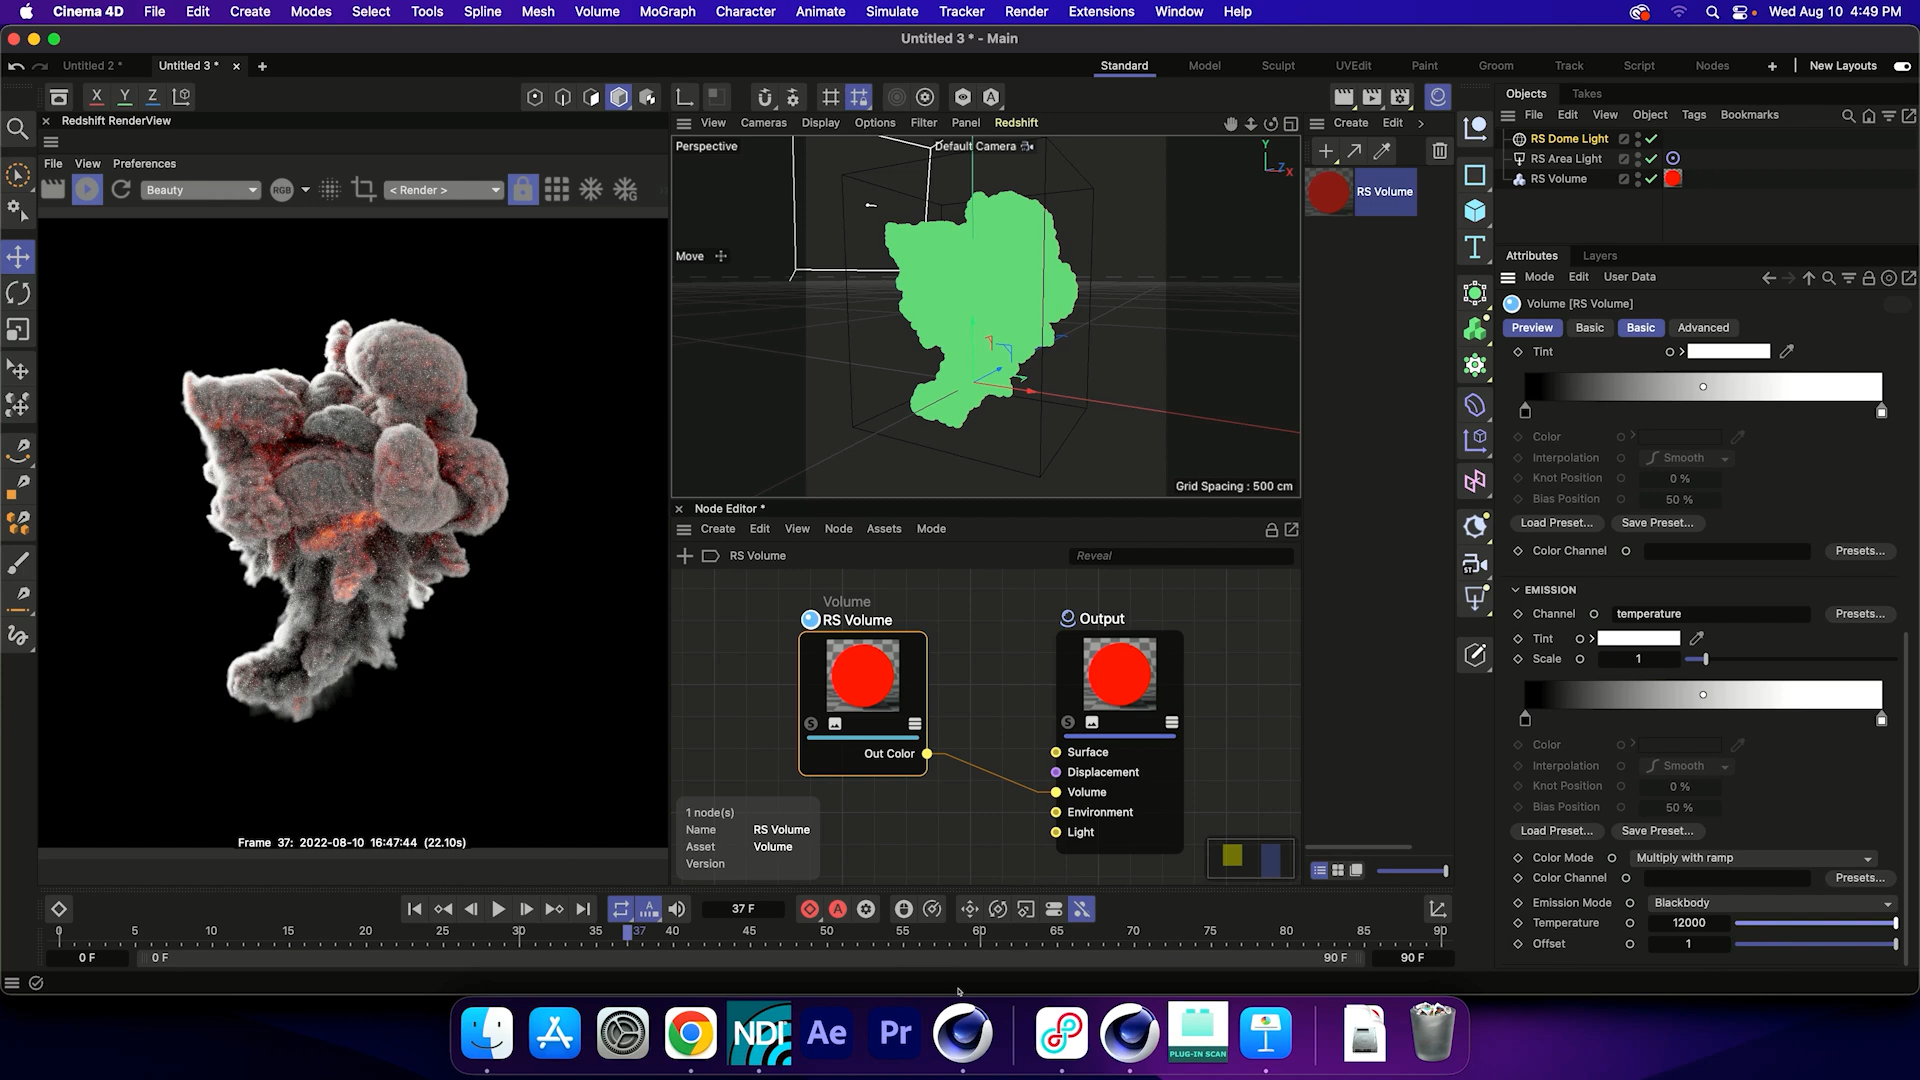 Cinema 4D File Edit Create Modes Select Tools Spline Mesh Volume MoGraph Character Animate Simulate Tracker Render Extensions Window Help Wed Aug 10 4:49 PM
Untitled 3 * - Main
Untitled 2 * Untitled 3 * Standard Model Sculpt UVEdit Paint Groom Track Script Nodes New Layouts
X Y Z
Objects Takes
File Edit View Object Tags Bookmarks
Redshift RenderView
View Cameras Display Options Filter Panel Redshift
Create Edit
RS Dome Light
RS Area Light
RS Volume
Perspective Default Camera
Y Z X
File View Preferences
Beauty RGB < Render >
RS Volume
Move
Attributes Layers
Mode Edit User Data
Volume [RS Volume]
Preview Basic Basic Advanced
Tint
Color
Interpolation Smooth
Knot Position 0 %
Bias Position 50 %
Load Preset... Save Preset...
Color Channel Presets...
Grid Spacing : 500 cm
Node Editor *
Create Edit View Node Assets Mode
RS Volume Reveal
EMISSION
Channel temperature Presets...
Tint
Scale 1
Volume
RS Volume
Output
S
S
Out Color
Surface
Displacement
Volume
Environment
Light
1 node(s)
Name RS Volume
Asset Volume
Version
Color
Interpolation Smooth
Knot Position 0 %
Bias Position 50 %
Load Preset... Save Preset...
Color Mode Multiply with ramp
Color Channel Presets...
Emission Mode Blackbody
Temperature 12000
Offset 1
Frame 37: 2022-08-10 16:47:44 (22.10s)
37 F
0 5 10 15 20 25 30 35 37 40 45 50 55 60 65 70 75 80 85 90
0 F 0 F 90 F 90 F
NDI Ae Pr PLUG-IN SCAN